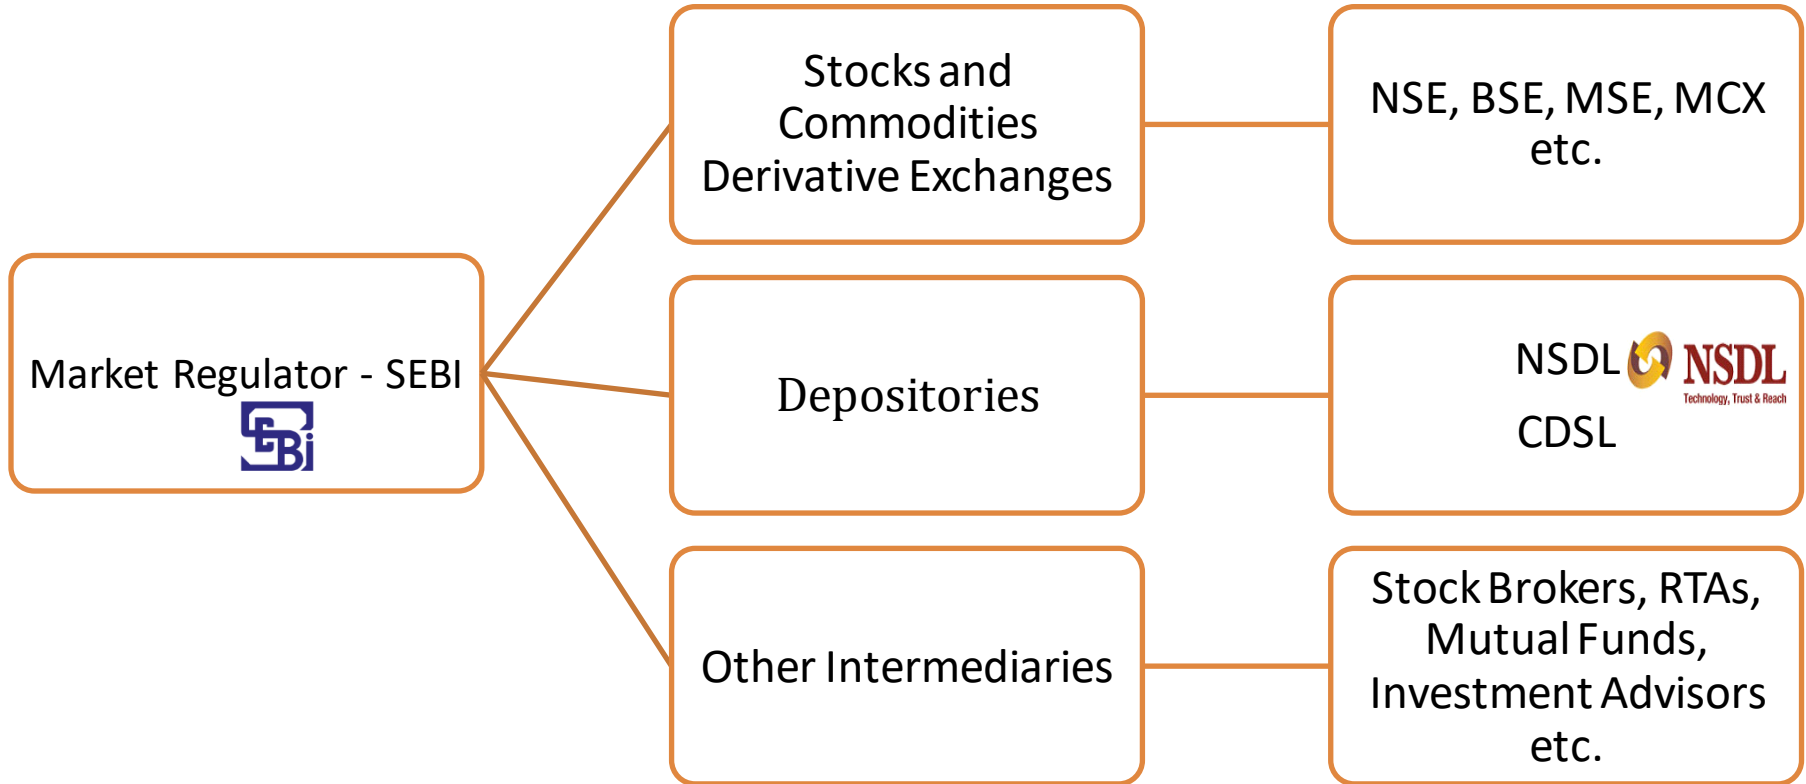 Market Regulator - SEBI
SEBi
Stocks and
Commodities
Derivative Exchanges
NSE, BSE, MSE, MCX
etc.
Depositories
NSDL
NSDL
Technology, Trust & Reach
CDSL
Other Intermediaries
Stock Brokers, RTAs,
Mutual Funds,
Investment Advisors
etc.